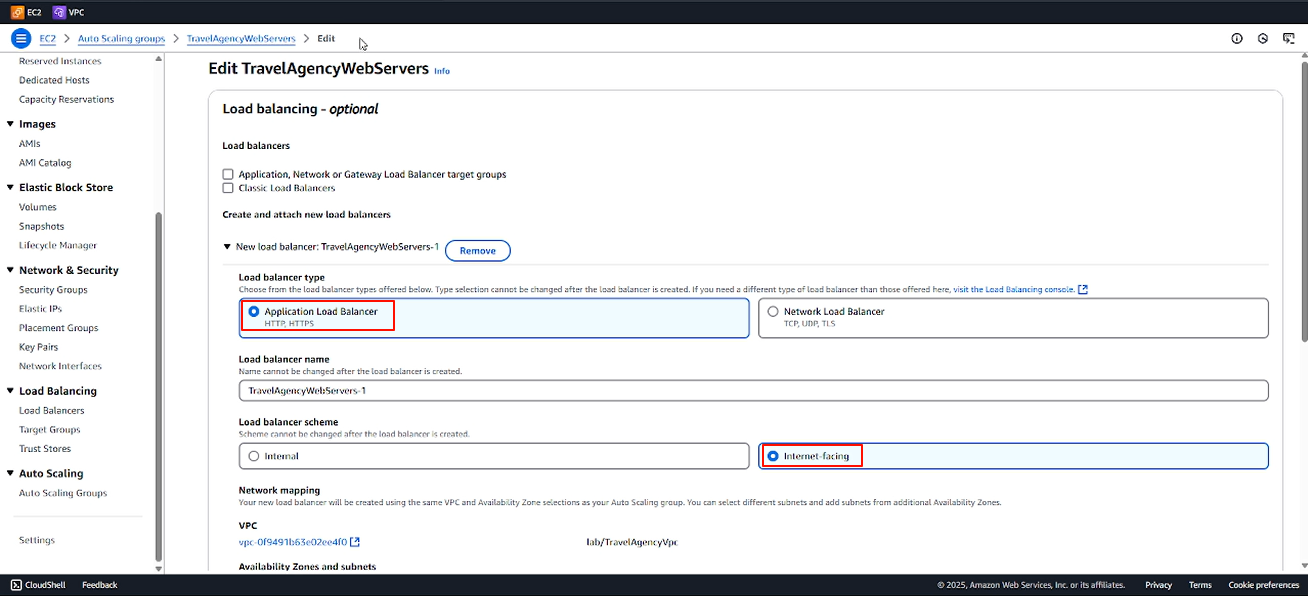 EC2 VPC
EC2 > Auto Scaling groups > TravelAgencyWebServers > Edit
Reserved Instances
Dedicated Hosts
Capacity Reservations
Images
AMIs
AMI Catalog
Elastic Block Store
Volumes
Snapshots
Lifecycle Manager
Network & Security
Security Groups
Elastic IPs
Placement Groups
Key Pairs
Network Interfaces
Load Balancing
Load Balancers
Target Groups
Trust Stores
Auto Scaling
Auto Scaling Groups
Settings
Edit TravelAgencyWebServers Info
Load balancing - optional
Load balancers
Application, Network or Gateway Load Balancer target groups
Classic Load Balancers
Create and attach new load balancers
New load balancer: TravelAgencyWebServers-1 Remove
Load balancer type
Choose from the load balancer types offered below. Type selection cannot be changed after the load balancer is created. If you need a different type of load balancer than those offered here, visit the Load Balancing console.
Application Load Balancer
HTTP, HTTPS
Network Load Balancer
TCP, UDP, TLS
Load balancer name
Name cannot be changed after the load balancer is created.
TravelAgencyWebServers-1
Load balancer scheme
Scheme cannot be changed after the load balancer is created.
Internal
Internet-facing
Network mapping
Your new load balancer will be created using the same VPC and Availability Zone selections as your Auto Scaling group. You can select different subnets and add subnets from additional Availability Zones.
VPC
vpc-0f9491b63e02ee4f0 lab/TravelAgencyVpc
Availability Zones and subnets
CloudShell Feedback © 2025, Amazon Web Services, Inc. or its affiliates. Privacy Terms Cookie preferences